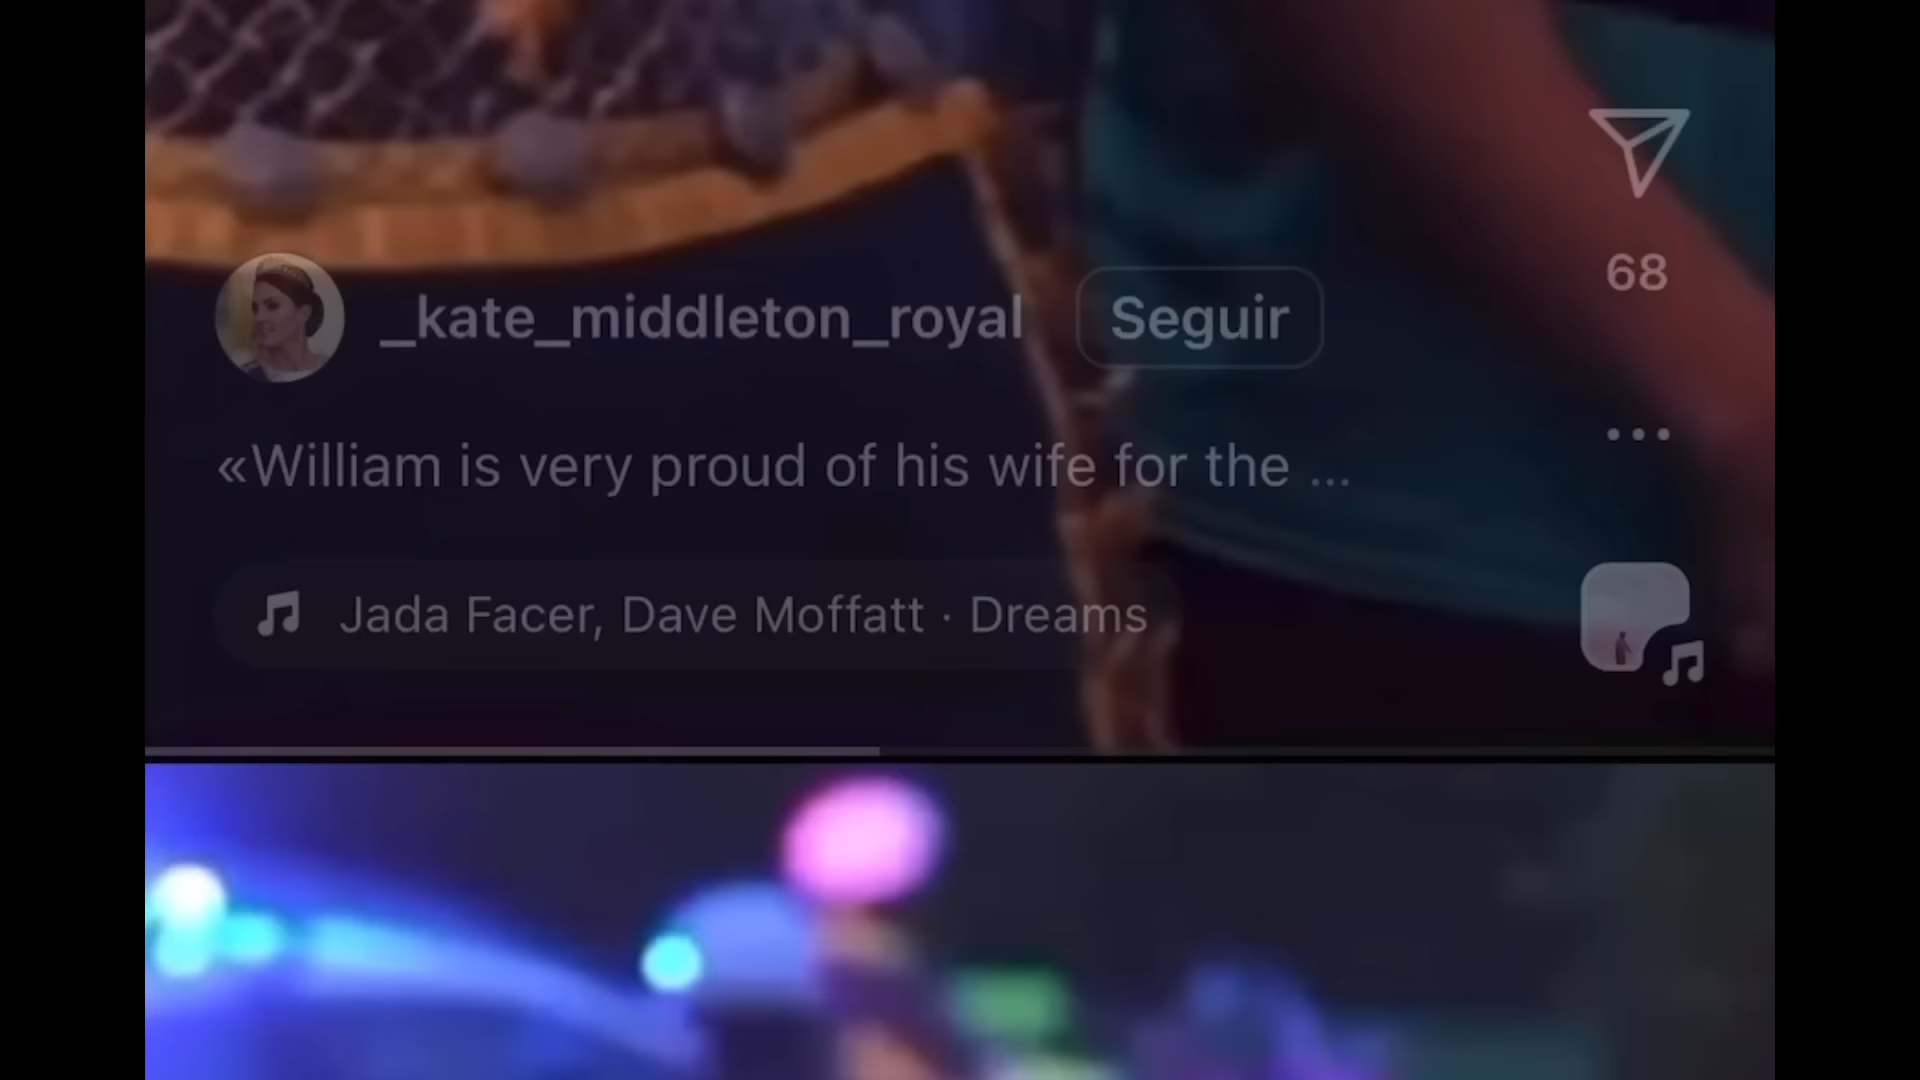 68
_kate_middleton_royal Seguir
«William is very proud of his wife for the ...
Jada Facer, Dave Moffatt · Dreams